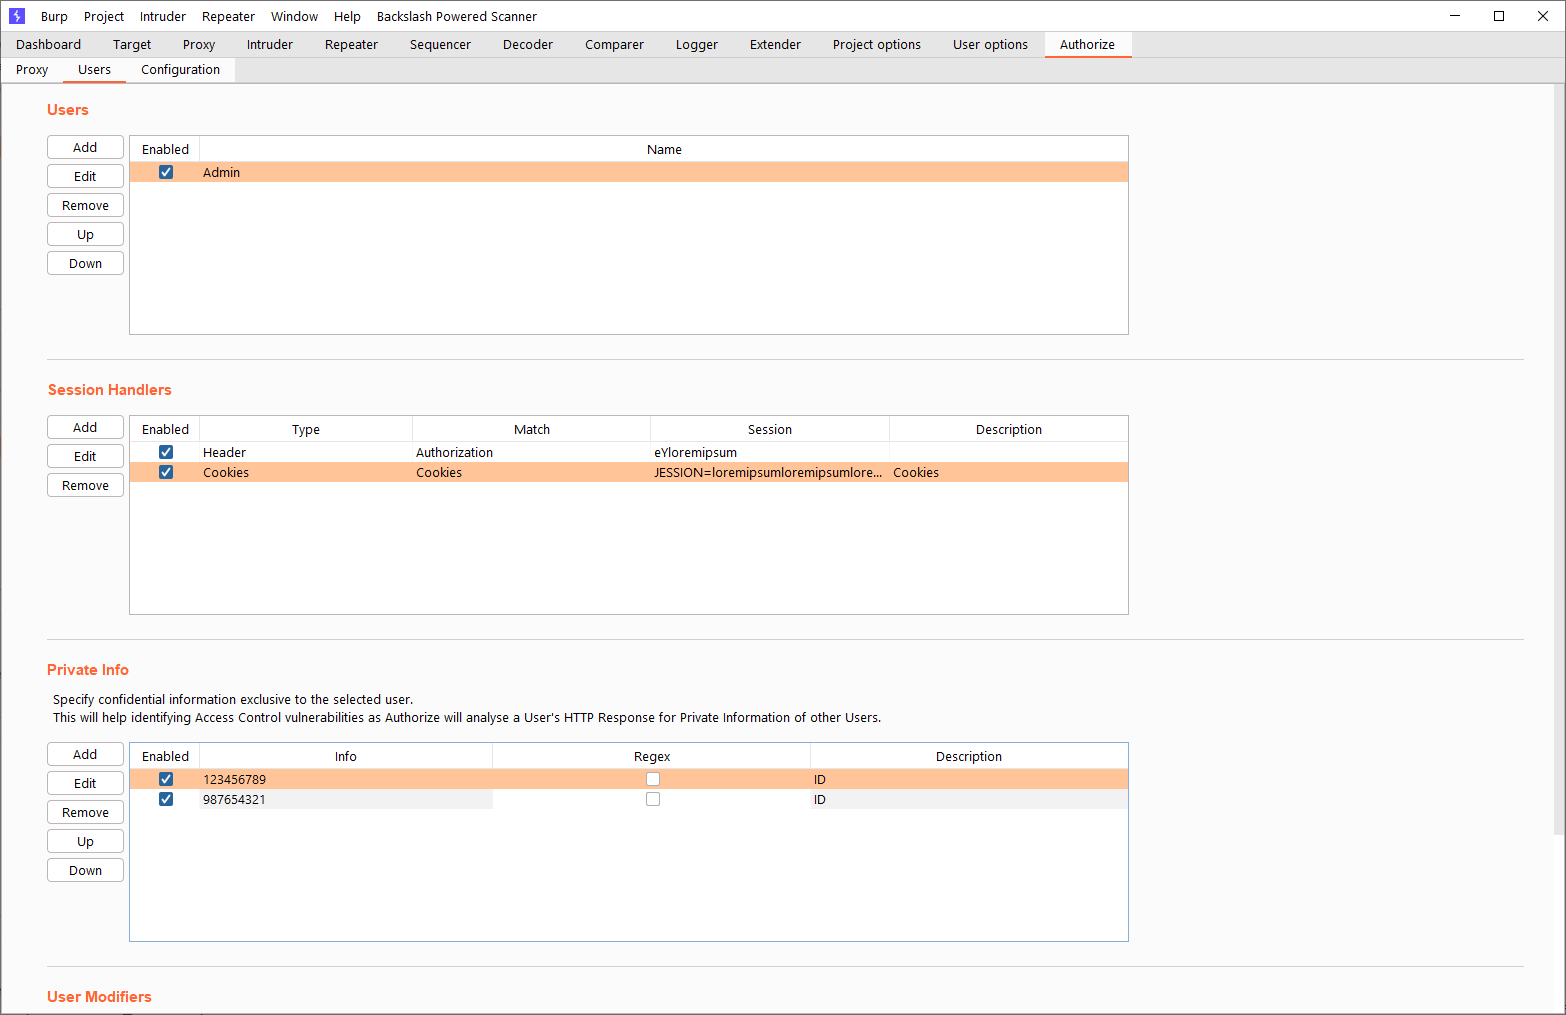 Burp Project Intruder Repeater Window Help Backslash Powered Scanner
Dashboard Target Proxy Intruder Repeater Sequencer Decoder Comparer Logger Extender Project options User options Authorize
Proxy Users Configuration
Users
Add
Edit
Remove
Up
Down
Enabled Name
Admin
Session Handlers
Add
Edit
Remove
Enabled Type Match Session Description
Header Authorization eYloremipsum
Cookies Cookies JESSION=loremipsumloremipsumlore... Cookies
Private Info
Specify confidential information exclusive to the selected user.
This will help identifying Access Control vulnerabilities as Authorize will analyse a User's HTTP Response for Private Information of other Users.
Add
Edit
Remove
Up
Down
Enabled Info Regex Description
123456789 ID
987654321 ID
User Modifiers